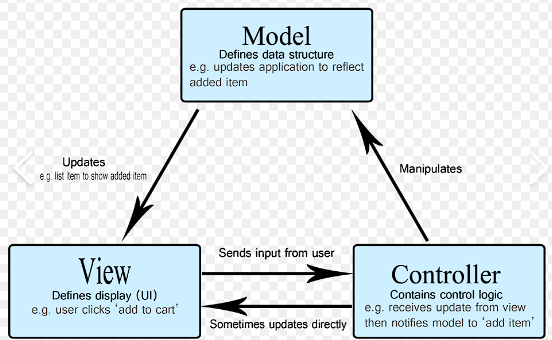 Model
Defines data structure
e.g. updates application to reflect
added item
Updates
e.g. list item to show added item
Manipulates
View
Defines display (UI)
e.g. user clicks 'add to cart'
Sends input from user
Sometimes updates directly
Controller
Contains control logic
e.g. receives update from view
then notifies model to 'add item'